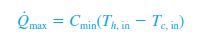 Q̇max = Cmin(Th, in − Tc, in)